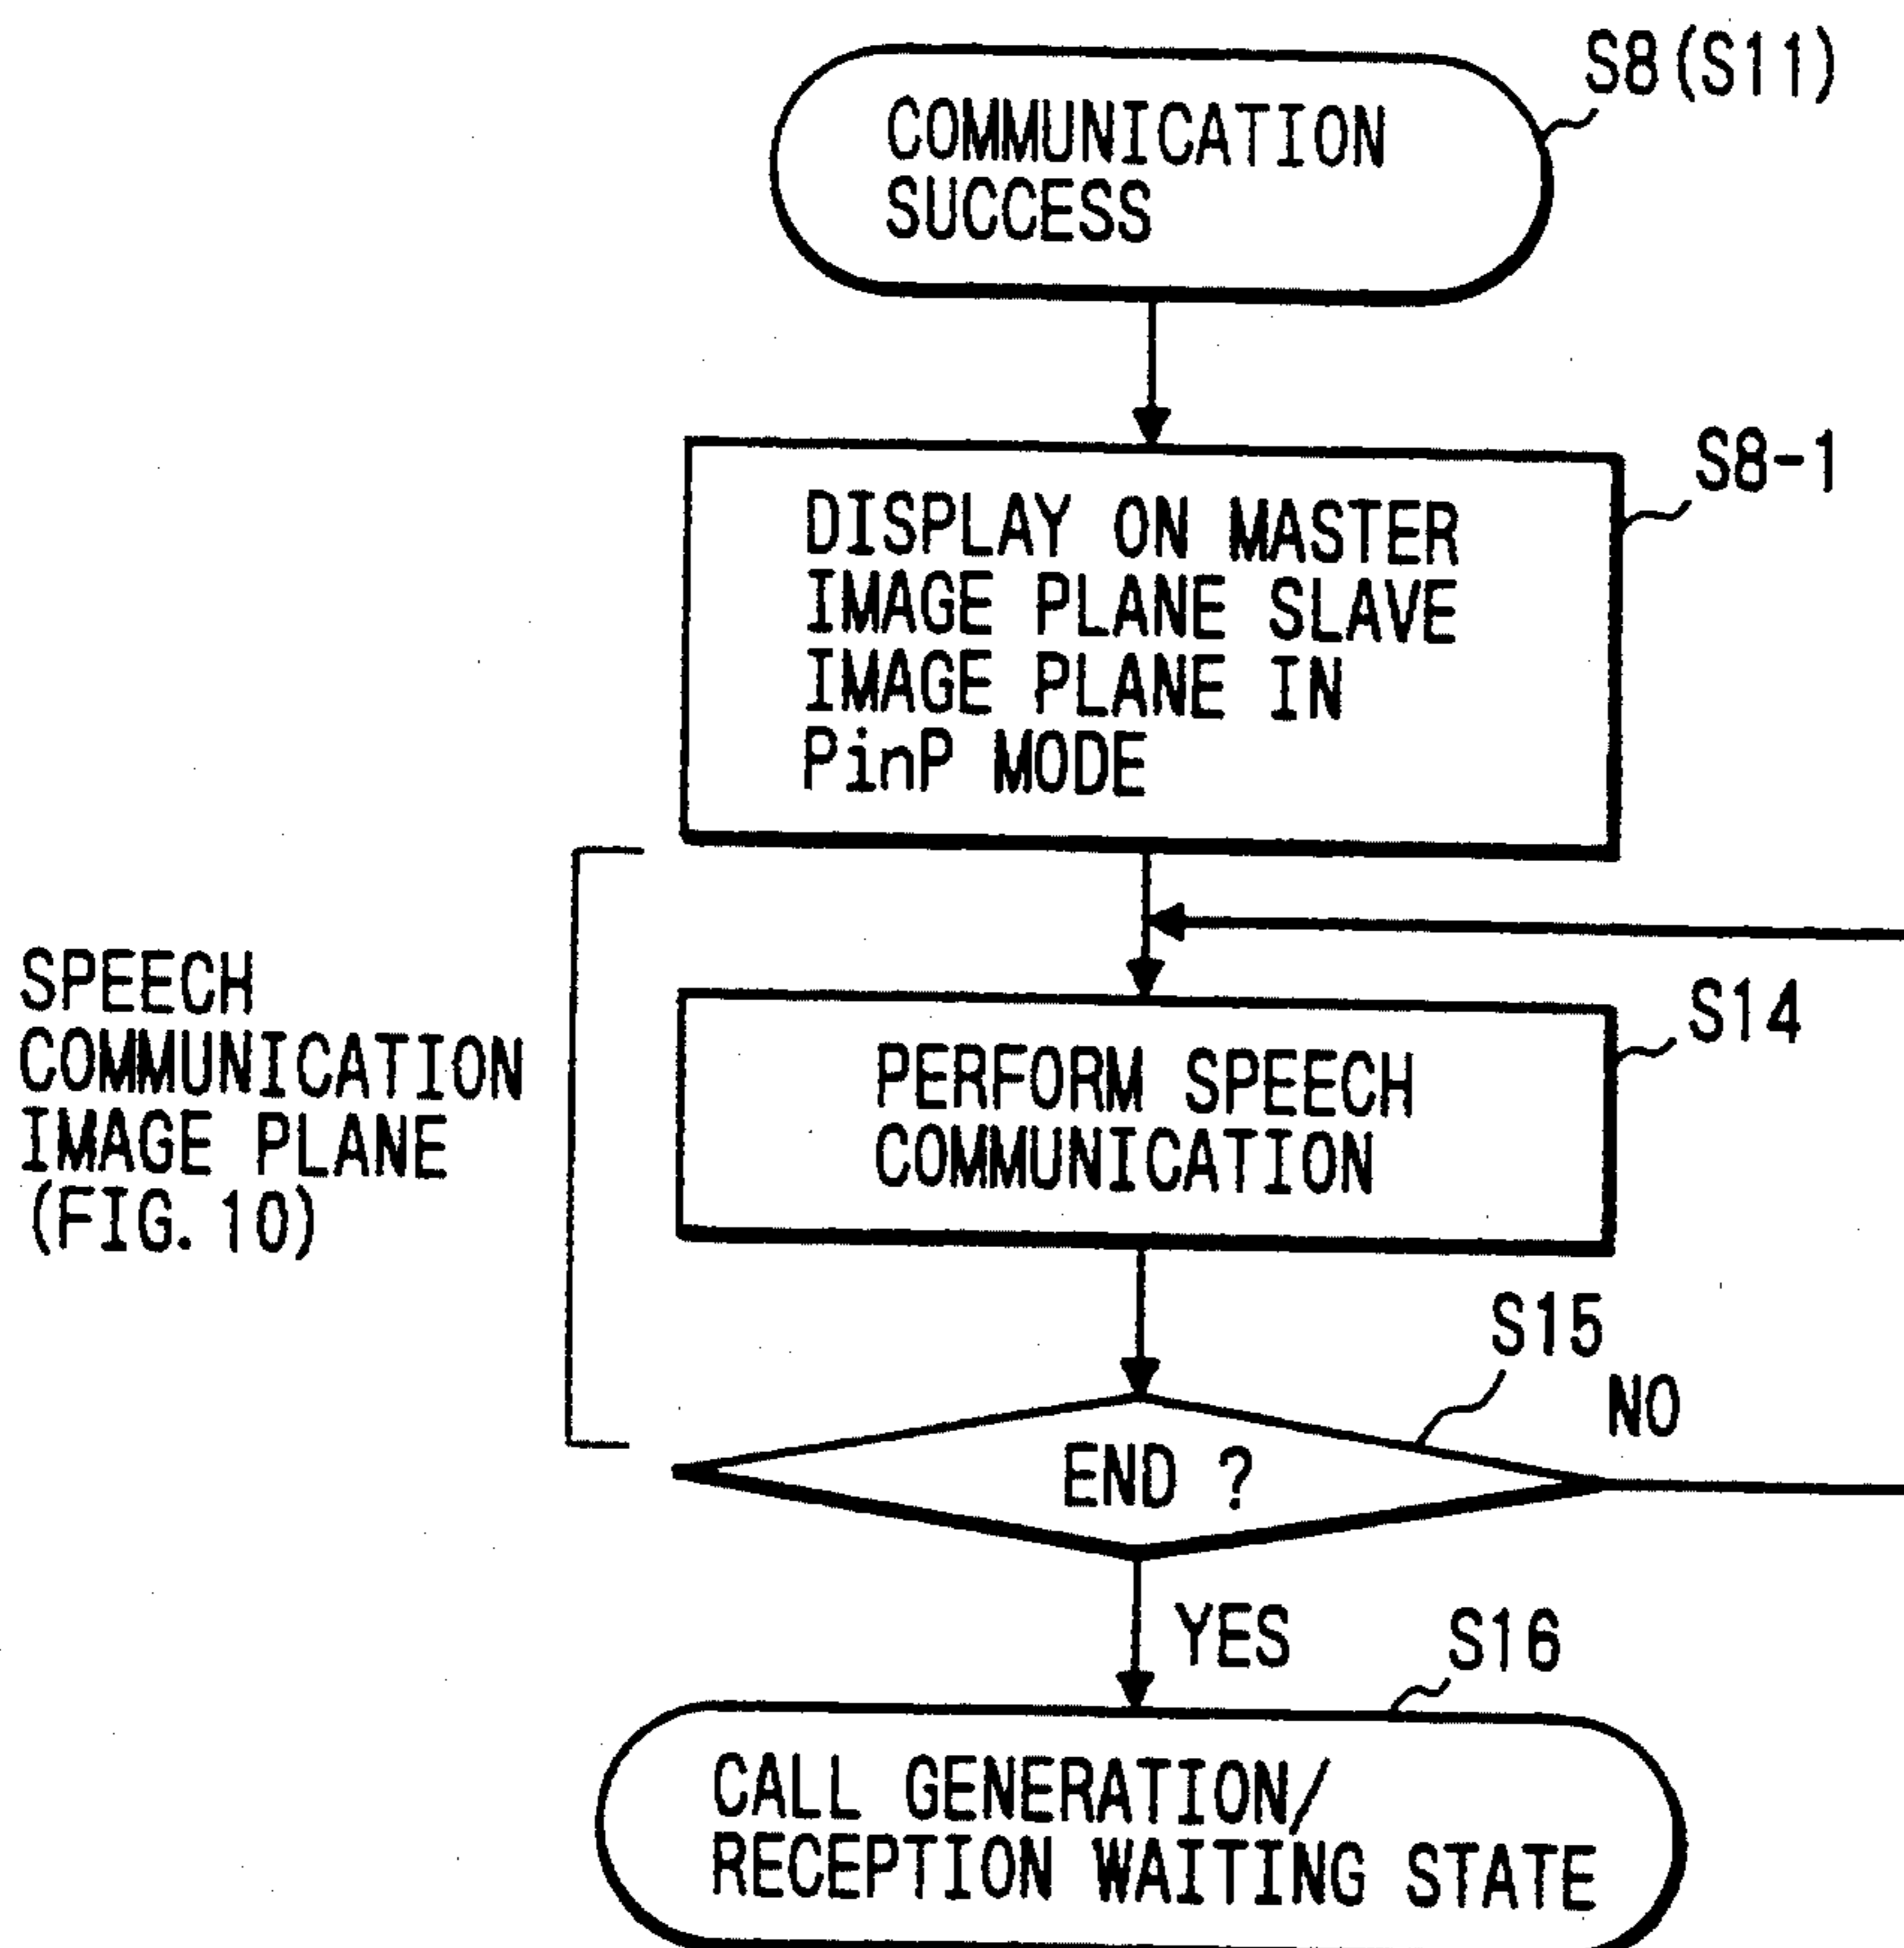 S8(S11)
COMMUNICATION
SUCCESS
S8-1
DISPLAY ON MASTER
IMAGE PLANE SLAVE
IMAGE PLANE IN
PinP MODE
SPEECH
COMMUNICATION
IMAGE PLANE
(FIG. 10)
S14
PERFORM SPEECH
COMMUNICATION
S15
NO
END ?
YES
S16
CALL GENERATION/
RECEPTION WAITING STATE